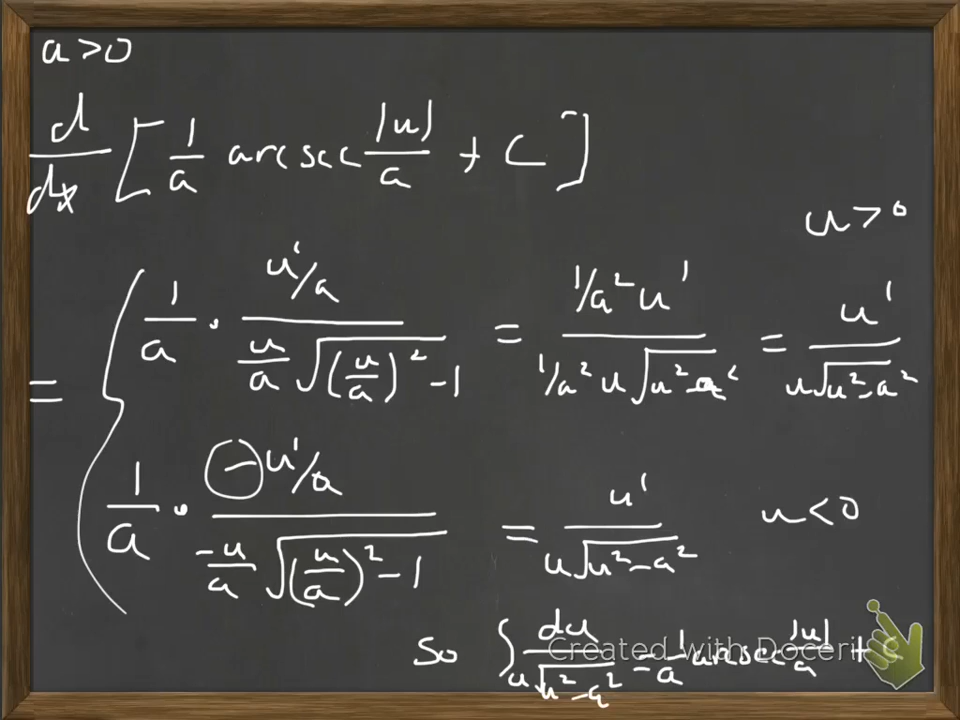 a>0
d/dx [ 1/a arcsec |u|/a + C ]
u>0
= { 1/a · (u'/a) / (u/a √((u/a)² - 1)) = (1/a² u') / (1/a² u √(u² - a²)) = u' / (u√(u² - a²))
1/a · (-u'/a) / (-u/a √((u/a)² - 1)) = u' / (u√(u² - a²)) u<0
So ∫ du / (u√(u² - a²)) = 1/a arcsec |u|/a + C
Created with Doceri